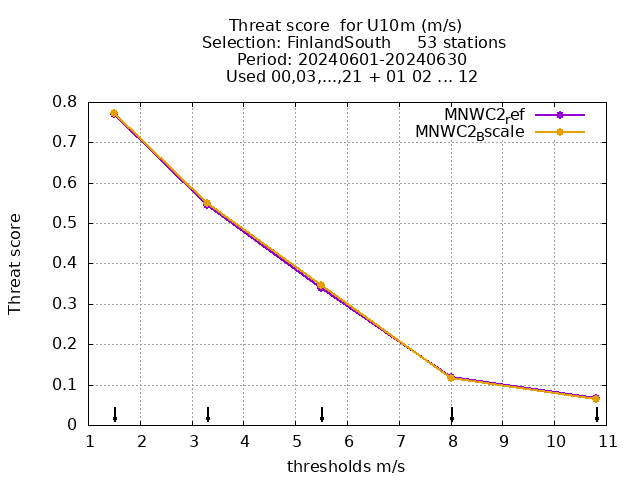 Threat score  for U10m (m/s)
Selection: FinlandSouth     53 stations
Period: 20240601-20240630
Used 00,03,...,21 + 01 02 ... 12
MNWC2_ref
MNWC2_Bscale
0.8
0.7
0.6
0.5
0.4
0.3
0.2
0.1
0
Threat score
1 2 3 4 5 6 7 8 9 10 11
thresholds m/s